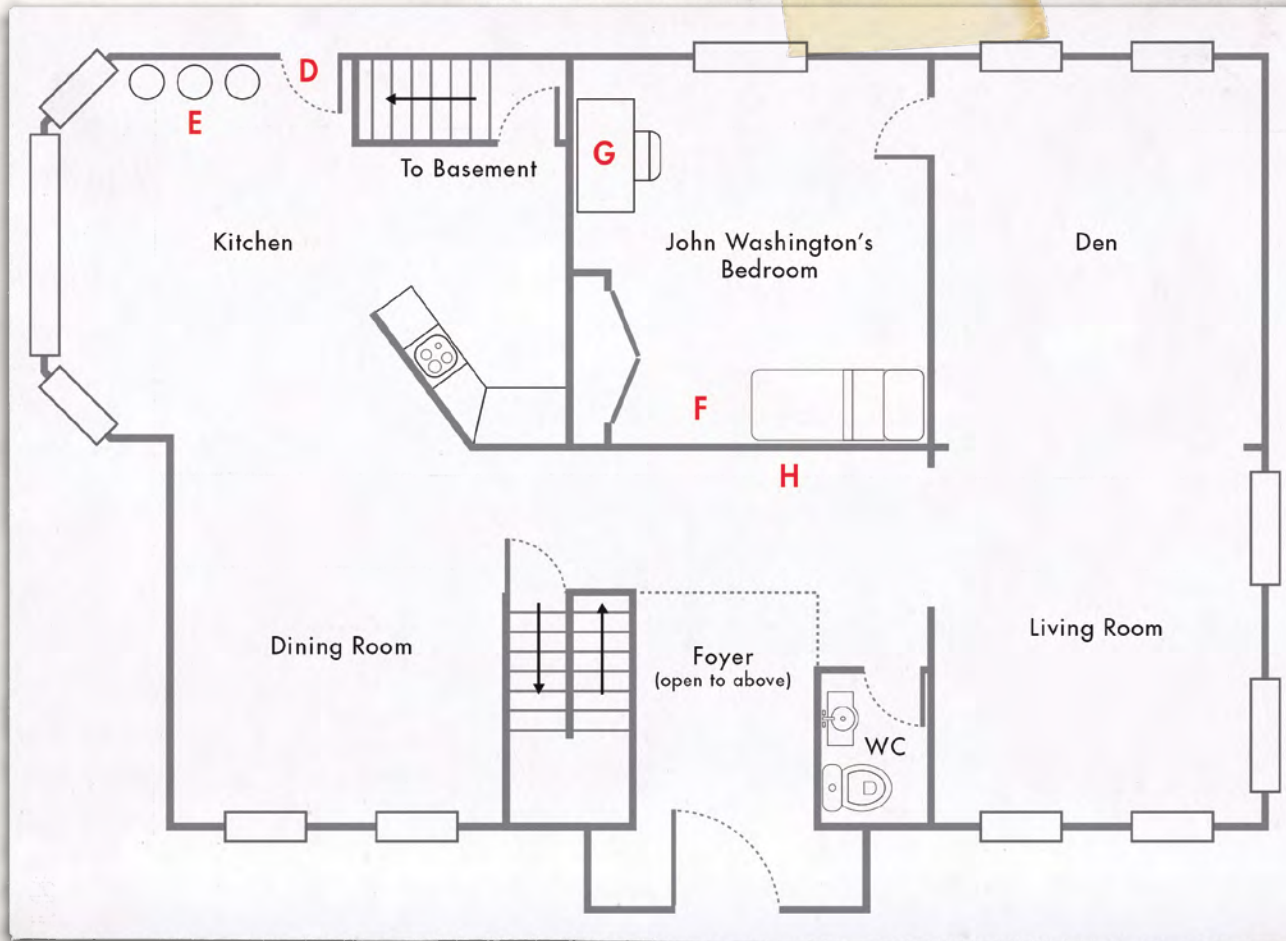 D
E
To Basement
G
Kitchen
John Washington's
Bedroom
Den
F
H
Dining Room
Foyer
(open to above)
Living Room
WC